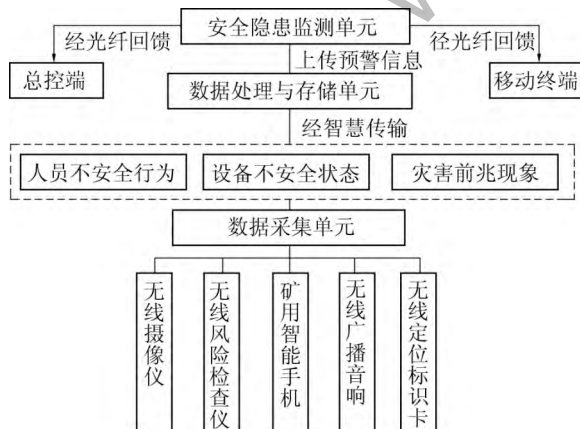 安全隐患监测单元
经光纤回馈
径光纤回馈
上传预警信息
总控端
数据处理与存储单元
移动终端
经智慧传输
人员不安全行为
设备不安全状态
灾害前兆现象
数据采集单元
无线摄像仪
无线风险检查仪
矿用智能手机
无线广播音响
无线定位标识卡